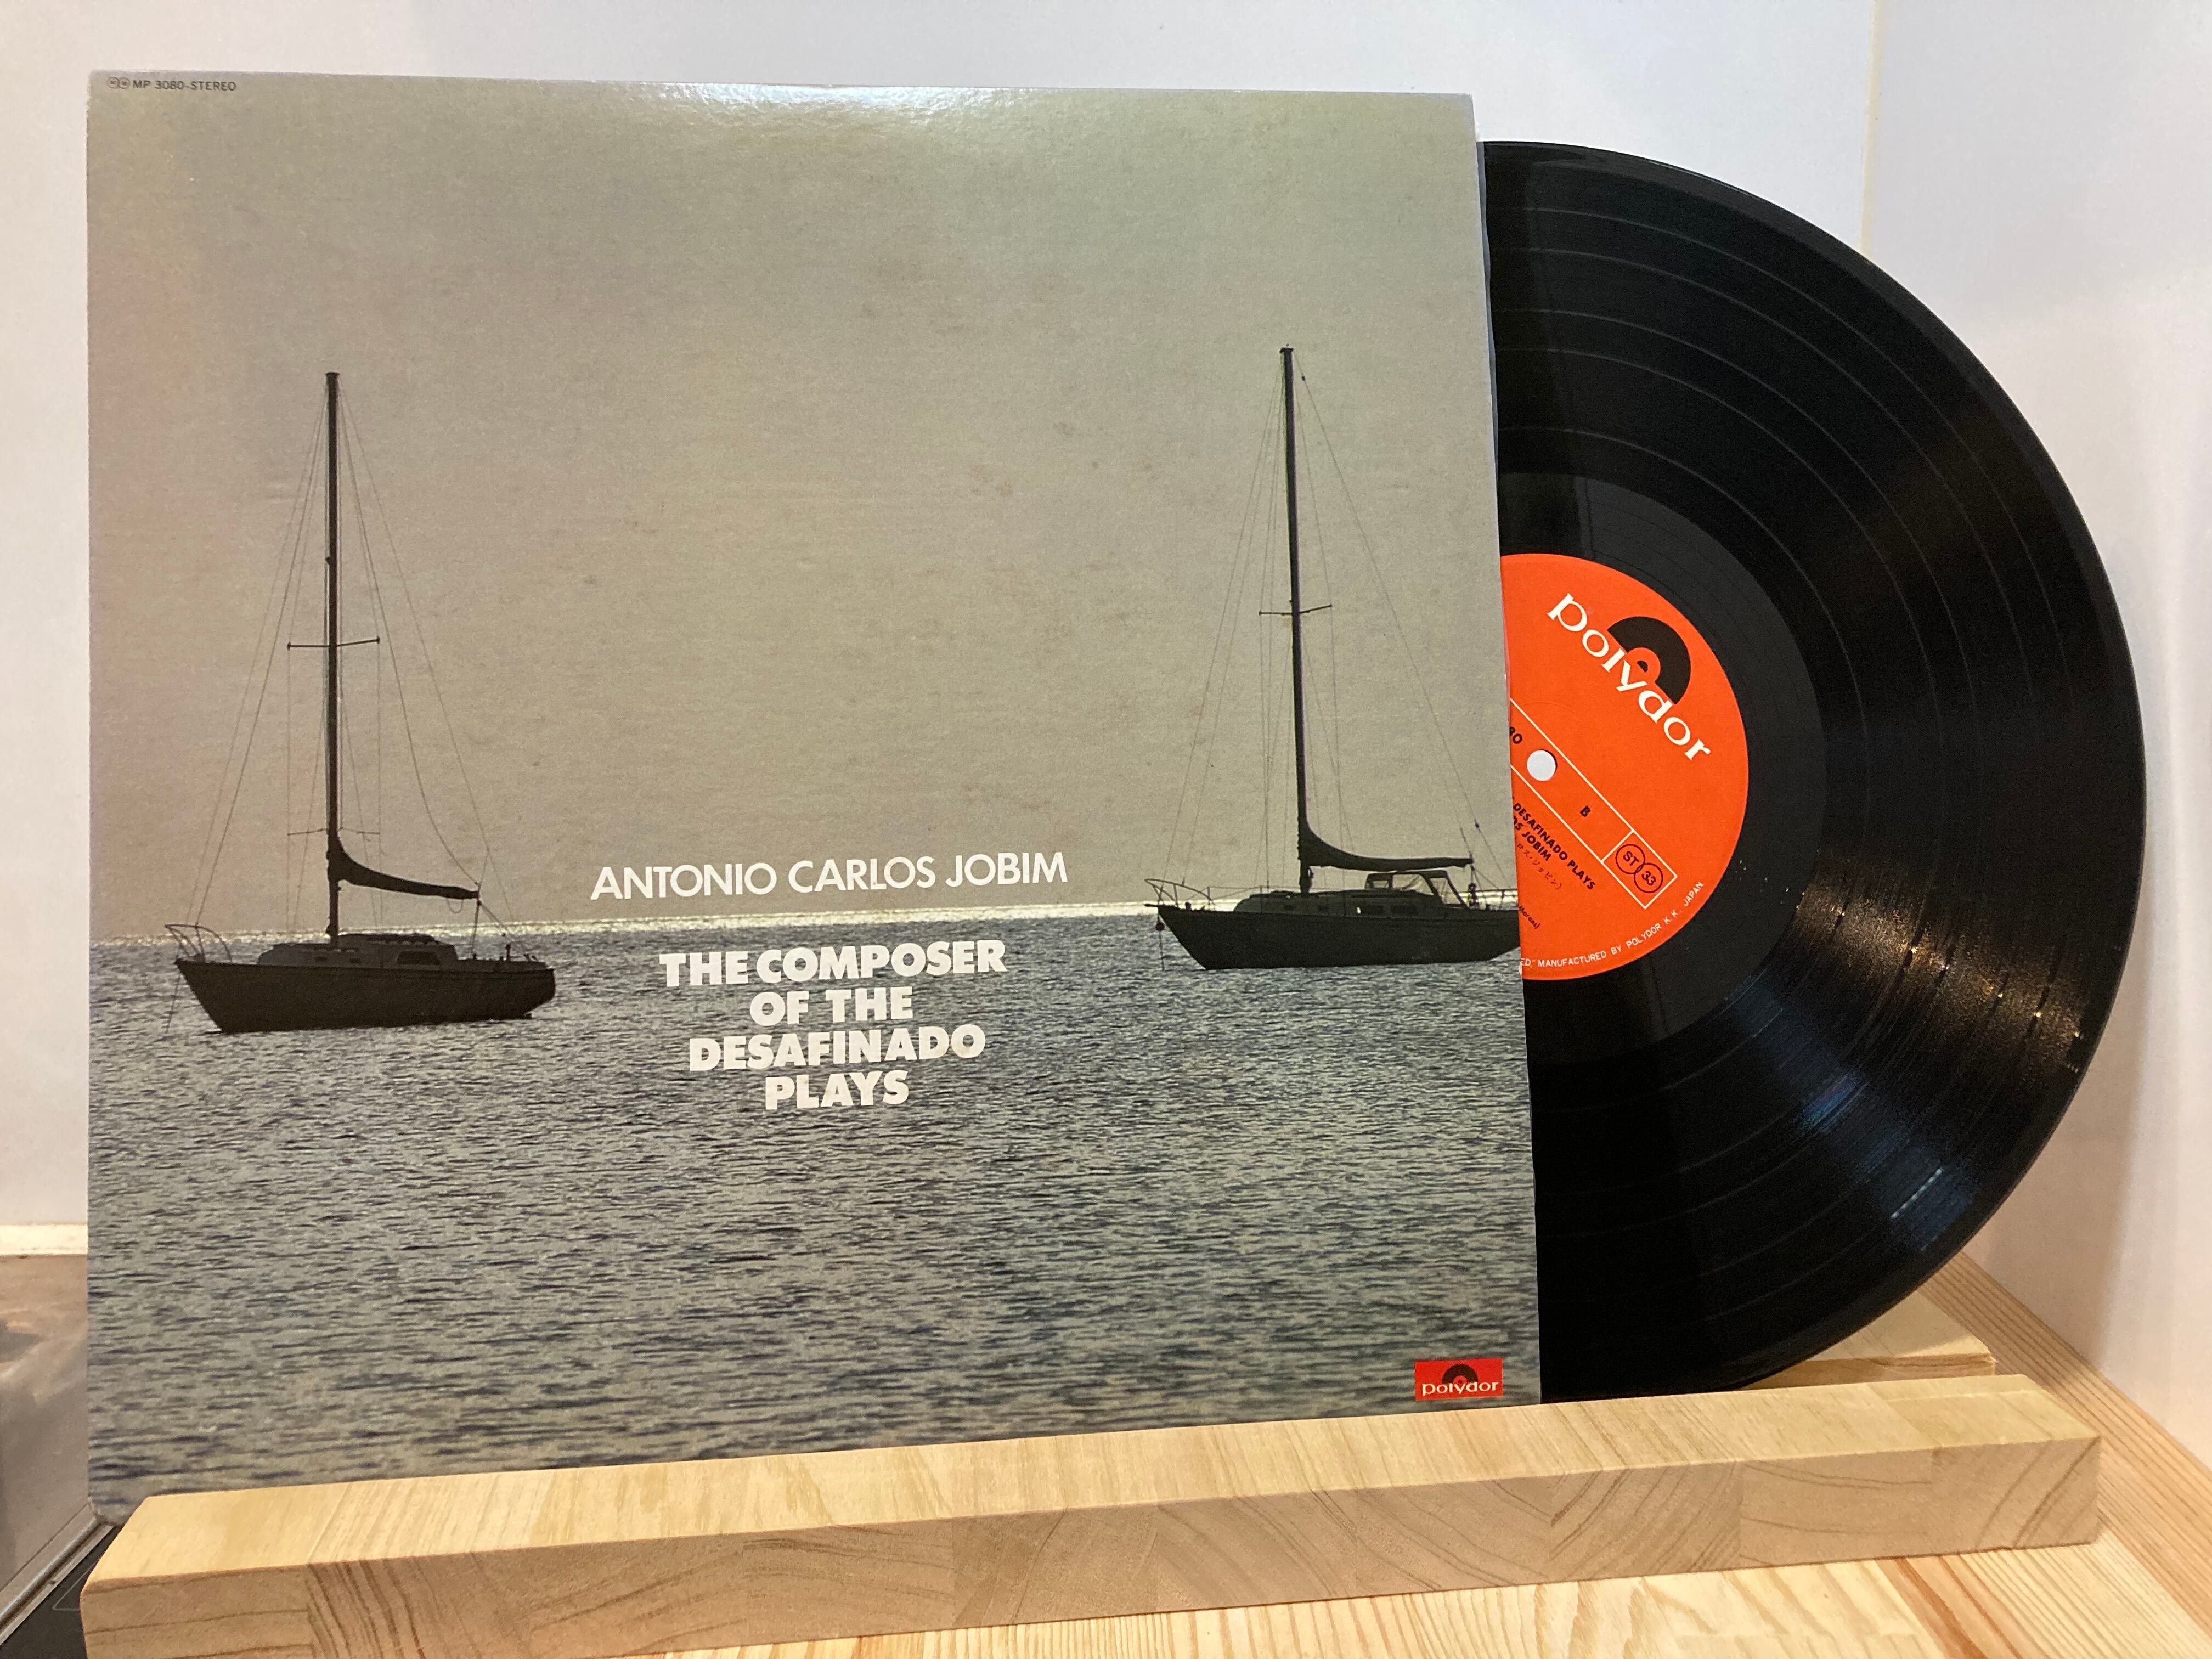 MP 3080-STEREO
ANTONIO CARLOS JOBIM
THE COMPOSER
OF THE
DESAFINADO
PLAYS
polydor
polydor
B
DESAFINADO PLAYS
JOBIM
ST 33
MANUFACTURED BY POLYDOR K.K. JAPAN